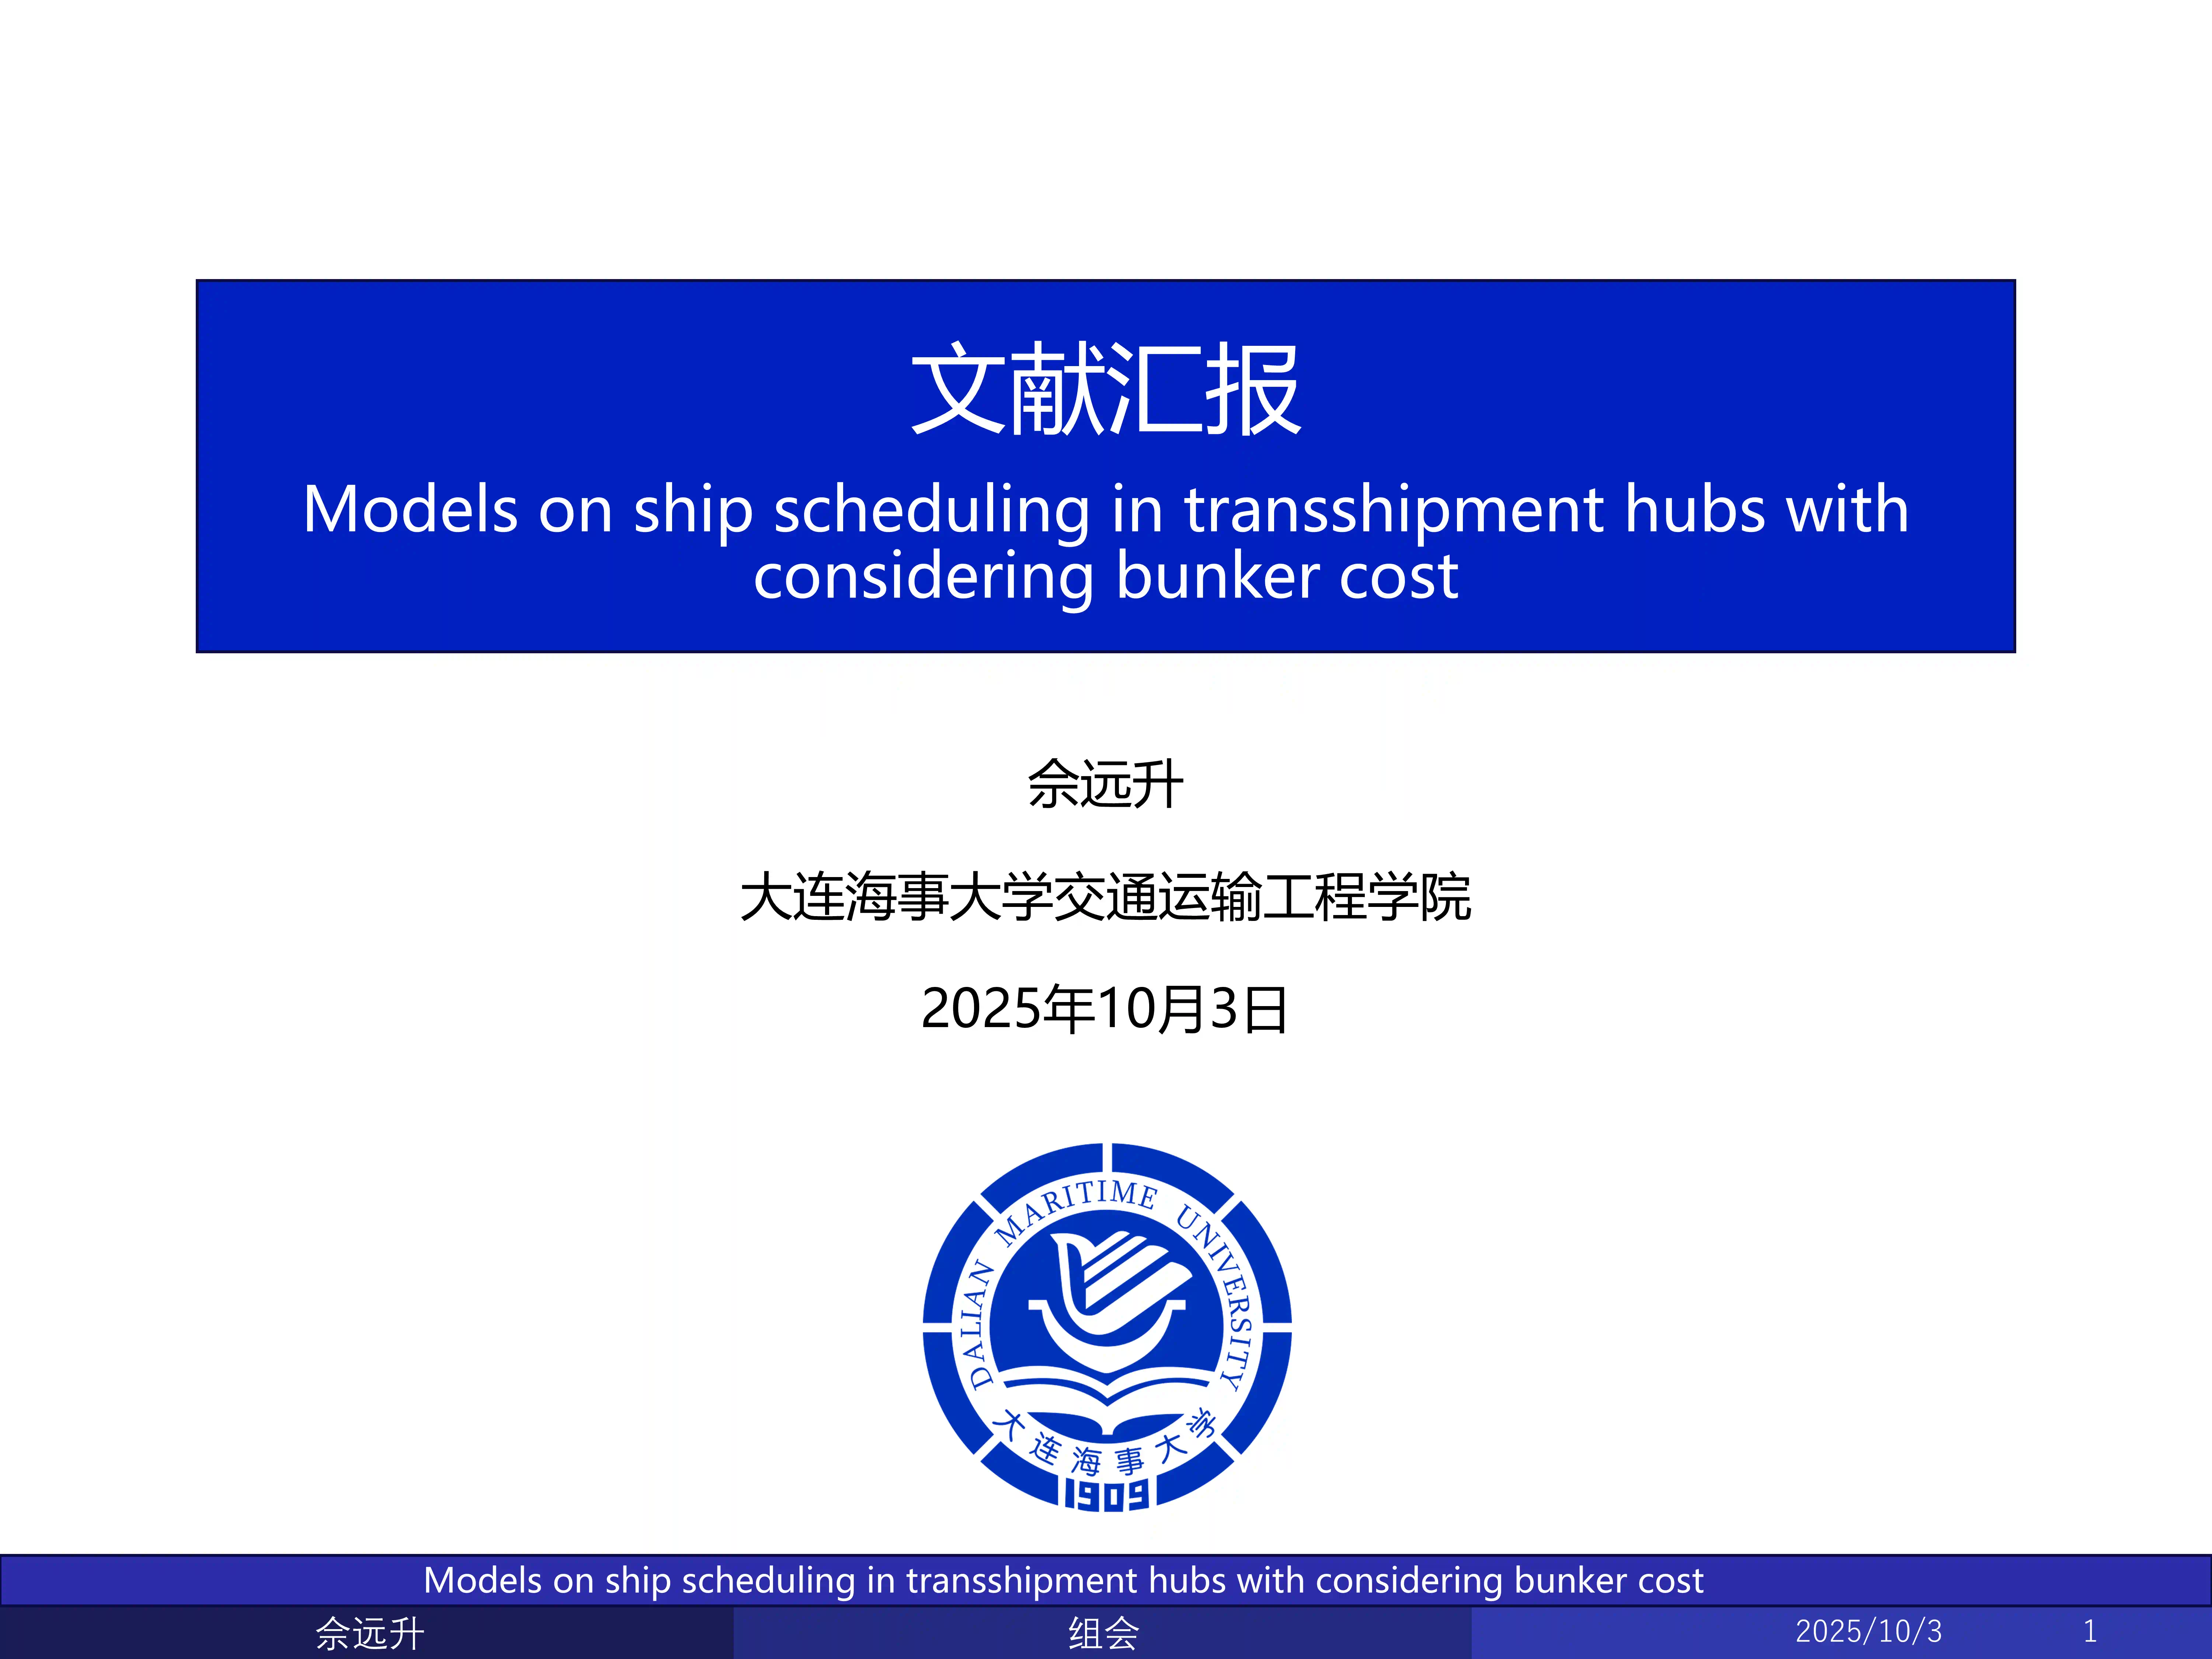 文献汇报
Models on ship scheduling in transshipment hubs with
considering bunker cost
佘远升
大连海事大学交通运输工程学院
2025年10月3日
DALIAN MARITIME UNIVERSITY
大连海事大学
1909
Models on ship scheduling in transshipment hubs with considering bunker cost
佘远升
组会
2025/10/3
1